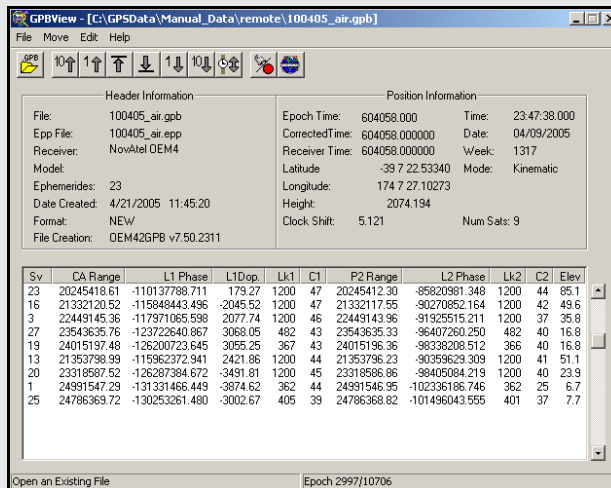 GPBView - [C:\GPSData\Manual_Data\remote\100405_air.gpb]
File Move Edit Help
GPB 10 1 1 10
Header Information
File: 100405_air.gpb
Epp File: 100405_air.epp
Receiver: NovAtel OEM4
Model:
Ephemerides: 23
Date Created: 4/21/2005 11:45:20
Format: NEW
File Creation: OEM42GPB v7.50.2311
Position Information
Epoch Time: 604058.000 Time: 23:47:38.000
CorrectedTime: 604058.000000 Date: 04/09/2005
Receiver Time: 604058.000000 Week: 1317
Latitude -39 7 22.53340 Mode: Kinematic
Longitude: 174 7 27.10273
Height: 2074.194
Clock Shift: 5.121 Num Sats: 9
Sv CA Range L1 Phase L1Dop. Lk1 C1 P2 Range L2 Phase Lk2 C2 Elev
23 20245418.61 -110137788.711 179.27 1200 47 20245412.30 -85820981.348 1200 44 85.1
16 21332120.52 -115848443.496 -2045.52 1200 47 21332117.55 -90270852.164 1200 42 49.6
3 22449145.36 -117971065.598 2077.74 1200 46 22449143.96 -91925515.211 1200 37 35.8
27 23543635.76 -123722640.867 3068.05 482 43 23543635.33 -96407260.250 482 40 16.8
19 24015197.48 -126200723.645 3055.25 367 43 24015196.36 -98338208.512 366 40 16.8
13 21353798.99 -115962372.941 2421.86 1200 44 21353796.23 -90359629.309 1200 41 51.1
20 23318587.52 -126287384.672 -3491.81 1200 45 23318586.86 -98405084.219 1200 40 23.9
1 24991547.29 -131331466.449 -3874.62 362 44 24991546.95 -102336186.746 362 25 6.7
25 24786369.72 -130253261.480 -3002.67 405 39 24786368.82 -101496043.555 401 37 7.7
Open an Existing File Epoch 2997/10706